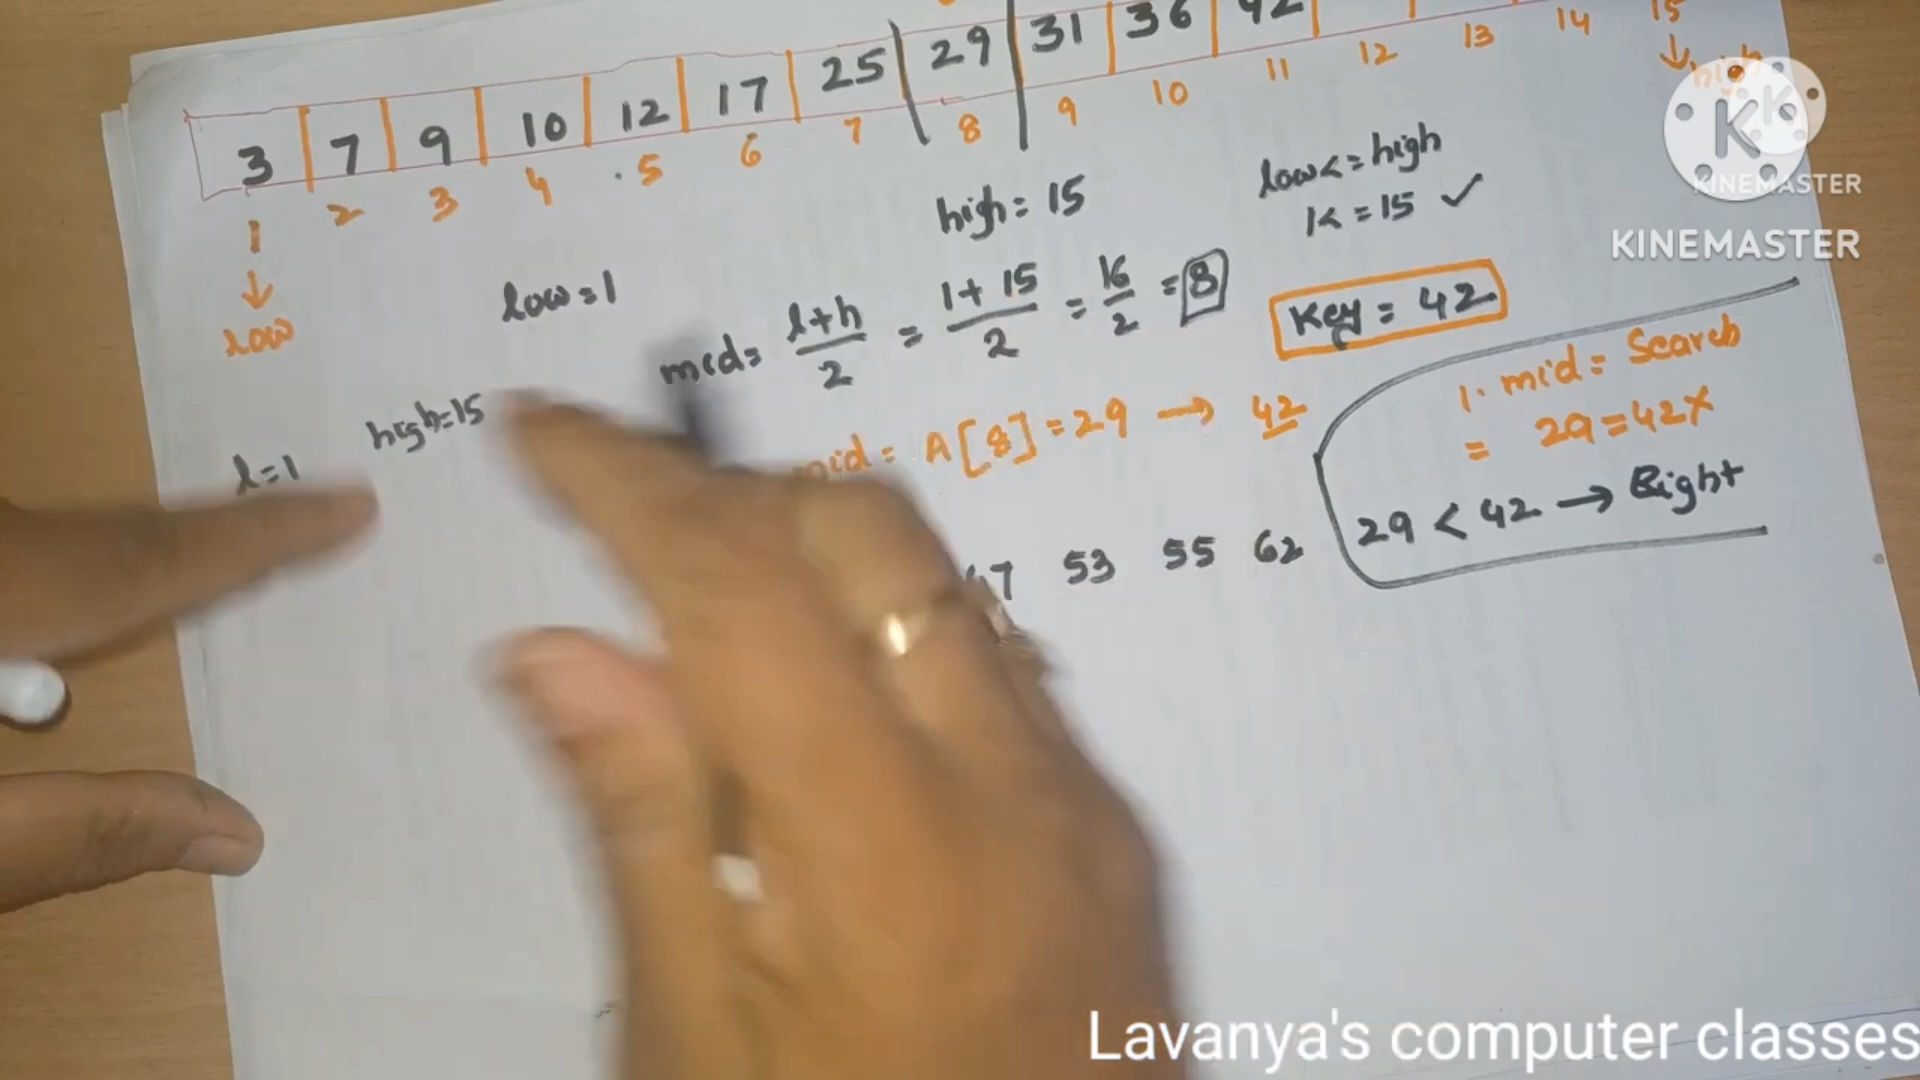 3 7 9 10 12 17 25 29 31 36 42
1 2 3 4 5 6 7 8 9 10 11 12 13 14 15
low
high
KINEMASTER
KINEMASTER
low<=high
1<=15 ✓
high=15
low=1
mid= l+h/2 = 1+15/2 = 16/2 = 8
Key = 42
l=1 high=15
mid= A[8]=29 → 42
1. mid= Search
= 29=42X
29 < 42 → Right
53 55 62
Lavanya's computer classes